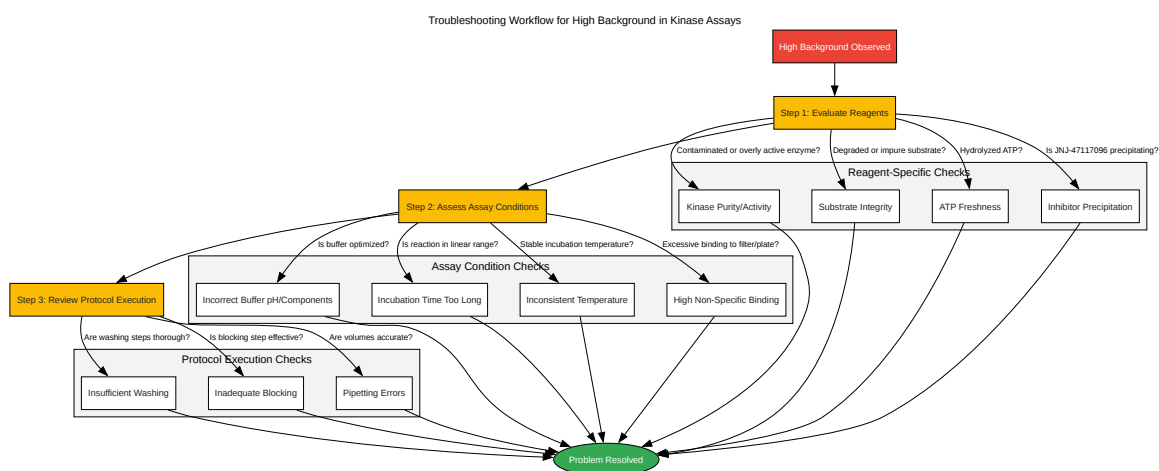 Troubleshooting Workflow for High Background in Kinase Assays
High Background Observed
Step 1: Evaluate Reagents
Contaminated or overly active enzyme?
Degraded or impure substrate?
Hydrolyzed ATP?
Is JNJ-47117096 precipitating?
Reagent-Specific Checks
Kinase Purity/Activity
Substrate Integrity
ATP Freshness
Inhibitor Precipitation
Step 2: Assess Assay Conditions
Is buffer optimized?
Is reaction in linear range?
Stable incubation temperature?
Excessive binding to filter/plate?
Assay Condition Checks
Incorrect Buffer pH/Components
Incubation Time Too Long
Inconsistent Temperature
High Non-Specific Binding
Step 3: Review Protocol Execution
Are washing steps thorough?
Is blocking step effective?
Are volumes accurate?
Protocol Execution Checks
Insufficient Washing
Inadequate Blocking
Pipetting Errors
Problem Resolved